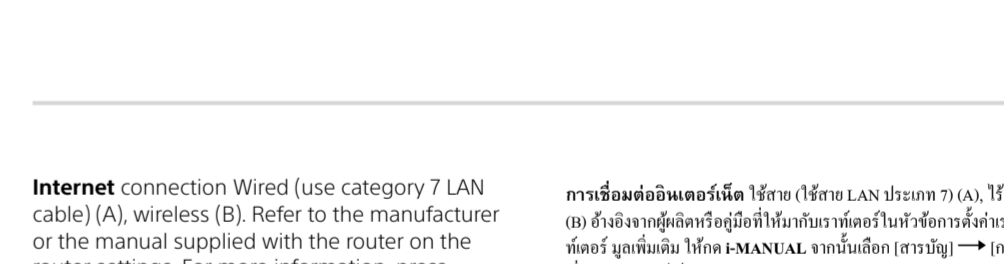 Internet connection Wired (use category 7 LAN
cable) (A), wireless (B). Refer to the manufacturer
or the manual supplied with the router on the
router settings. For more information, press
การเชื่อมต่ออินเตอร์เน็ต ใช้สาย (ใช้สาย LAN ประเภท 7) (A), ไร้
(B) อ้างอิงจากผู้ผลิตหรือคู่มือที่ให้มากับเราท์เตอร์ในหัวข้อการตั้งค่าเร
ท์เตอร์ มูลเพิ่มเติม ให้กด i-MANUAL จากนั้นเลือก [สารบัญ] → [ก